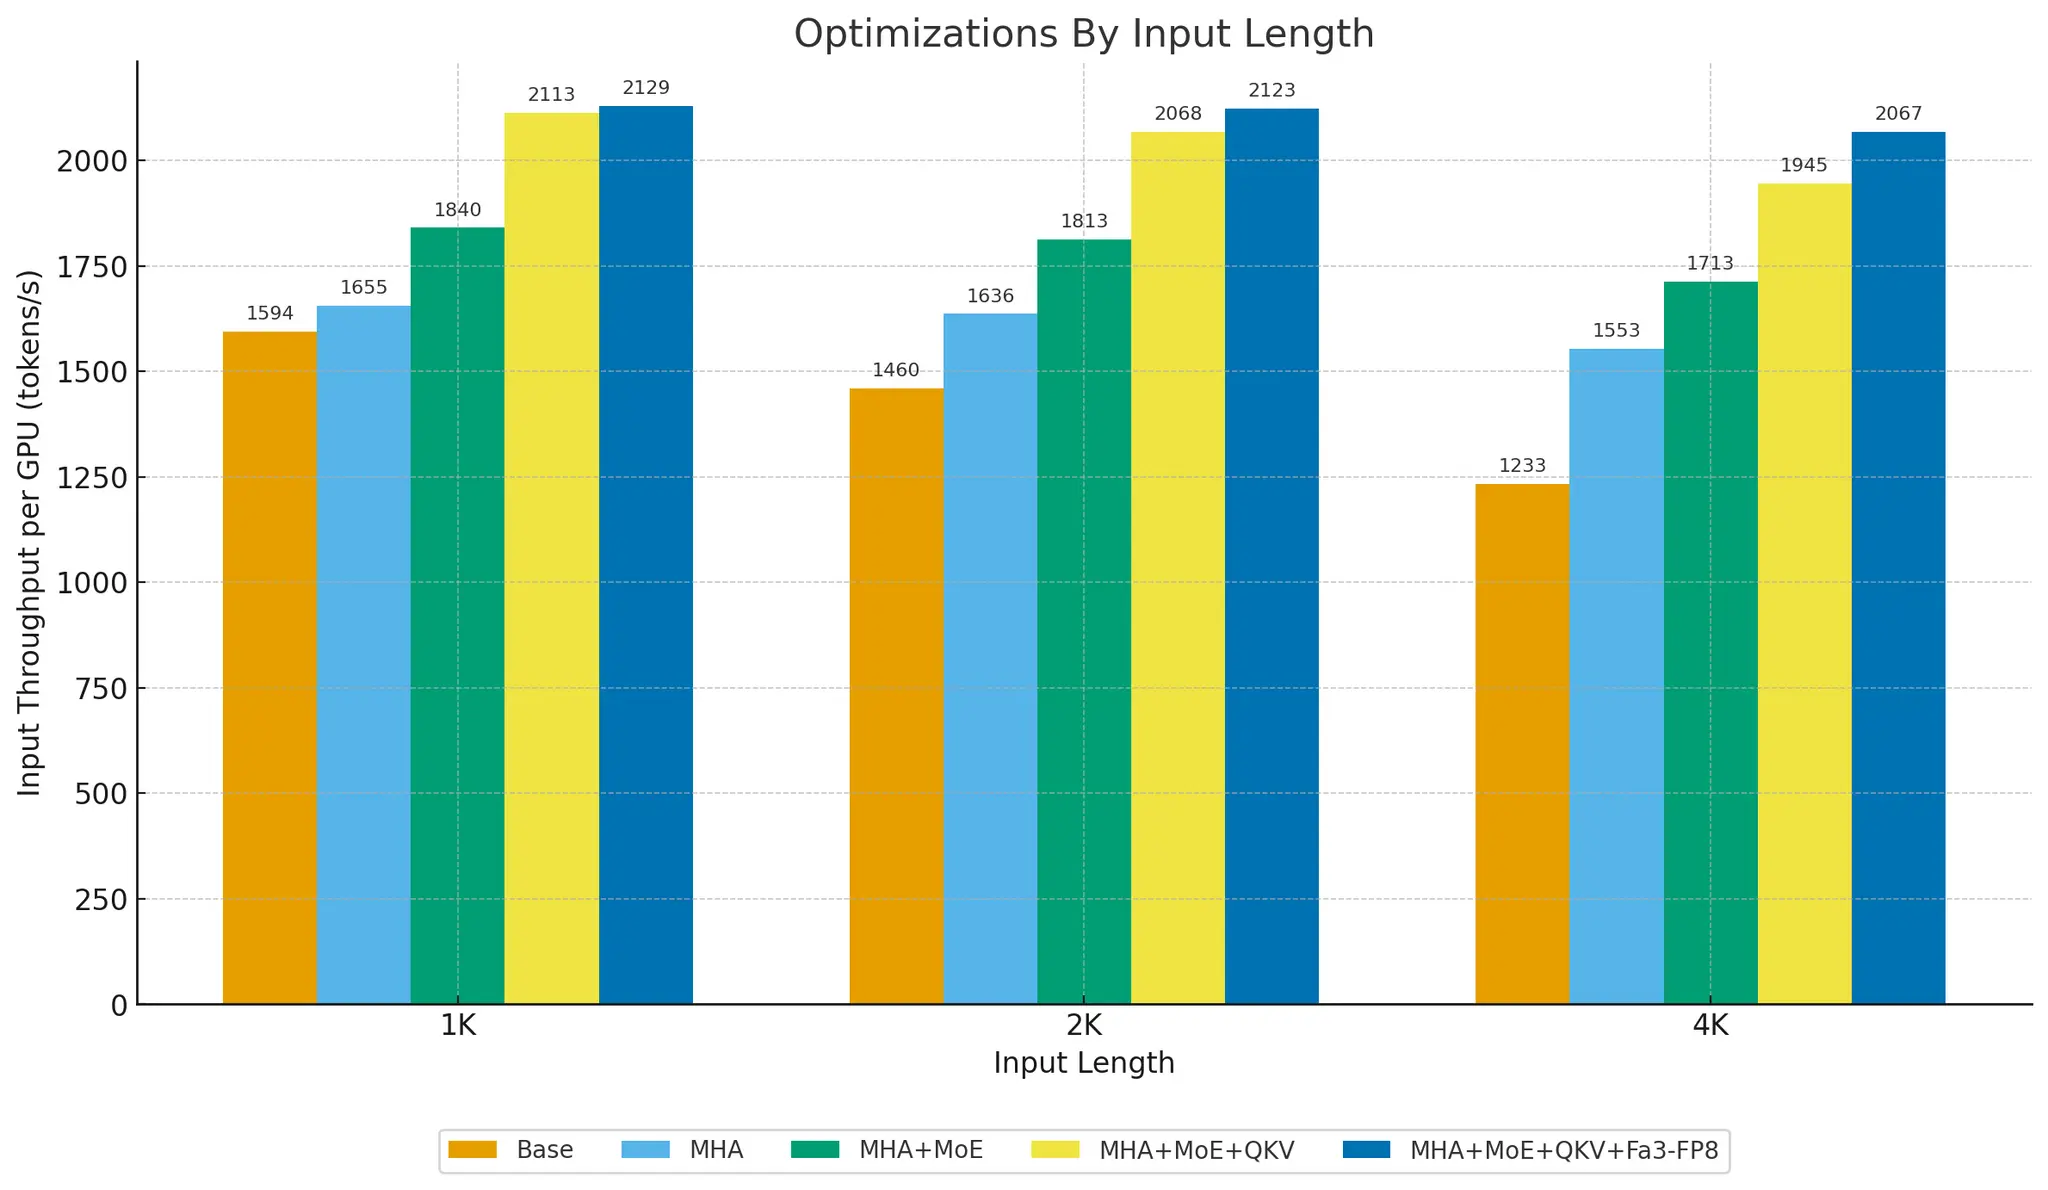 Optimizations By Input Length
Input Throughput per GPU (tokens/s)
2000
1750
1500
1250
1000
750
500
250
0
1594
1655
1840
2113
2129
1460
1636
1813
2068
2123
1233
1553
1713
1945
2067
1K
2K
4K
Input Length
Base
MHA
MHA+MoE
MHA+MoE+QKV
MHA+MoE+QKV+Fa3-FP8